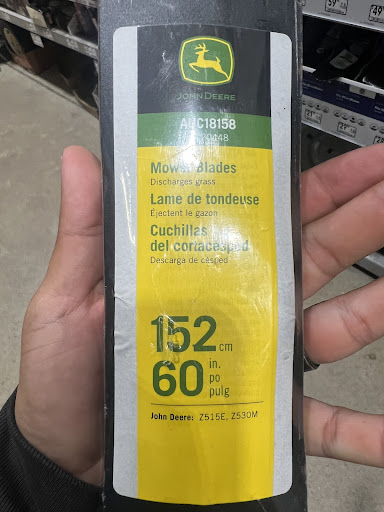 JOHN DEERE
AUC18158
Mower Blades
Discharges grass
Lame de tondeuse
Éjectent le gazon
Cuchillas
del cortacésped
Descarga de césped
152 cm
60 in.
po
pulg
John Deere: Z515E, Z530M